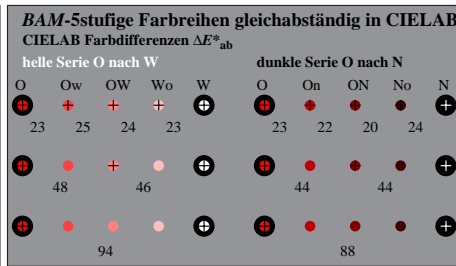 BAM-5stufige Farbreihen gleichabständig in CIELAB
CIELAB Farbdifferenzen ΔE*ab
helle Serie O nach W dunkle Serie O nach N
O Ow OW Wo W O On ON No N
23 25 24 23 23 22 20 24
48 46 44 44
94 88